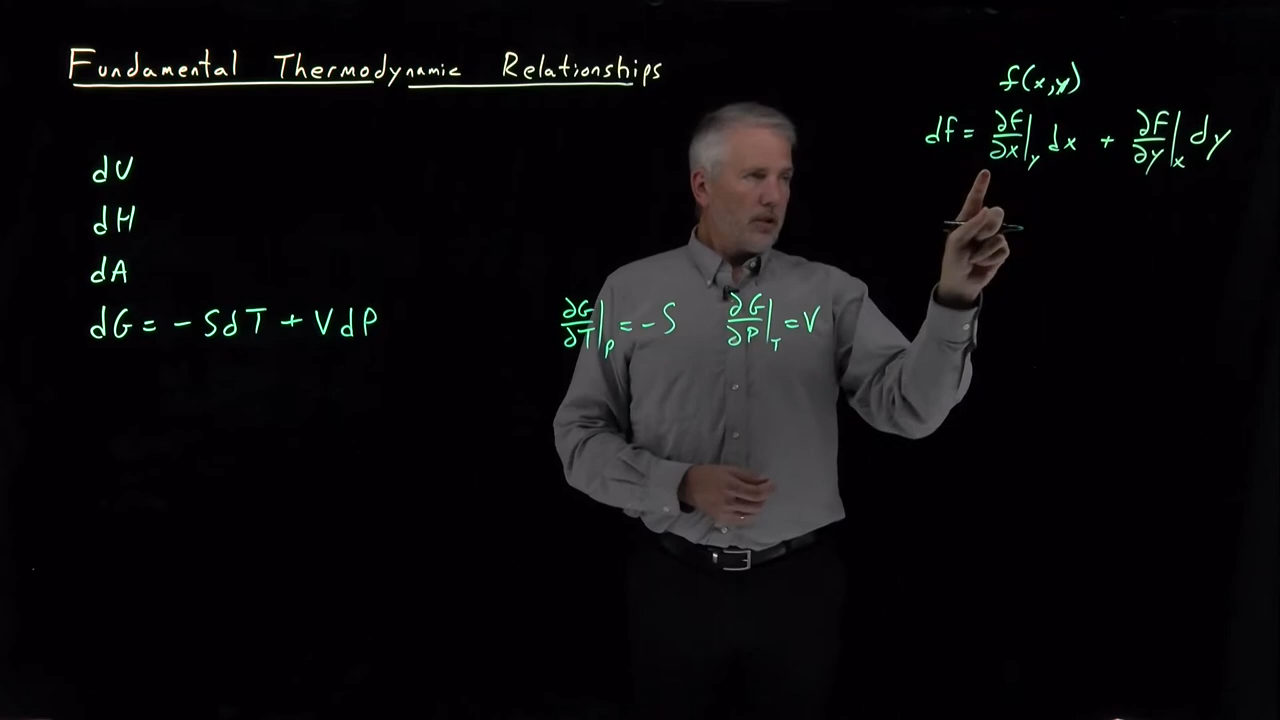 Fundamental Thermodynamic Relationships
f(x,y)
df = ∂f/∂x|y dx + ∂f/∂y|x dy
dU
dH
dA
dG = - SdT + VdP
∂G/∂T|P = - S ∂G/∂P|T = V